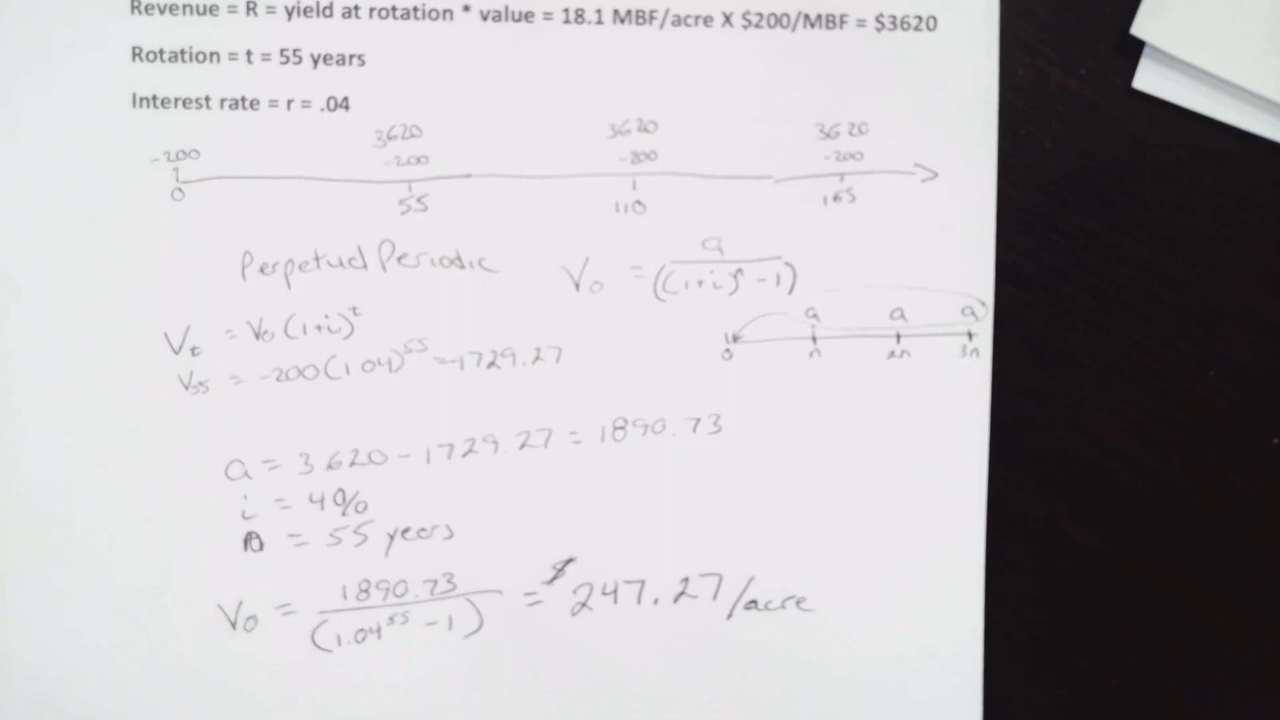 Revenue = R = yield at rotation * value = 18.1 MBF/acre X $200/MBF = $3620
Rotation = t = 55 years
Interest rate = r = .04
3620 3620 3620
-200 -200 -200 -200
0 55 110 165
Perpetual Periodic V₀ = a / ((1+i)ⁿ - 1)
a a a
0 n 2n 3n
Vt = V₀(1+i)^t
V₅₅ = -200(1.04)^55 = -1729.27
a = 3620 - 1729.27 = 1890.73
i = 4%
n = 55 years
V₀ = 1890.73 / (1.04^55 - 1) = $247.27/acre